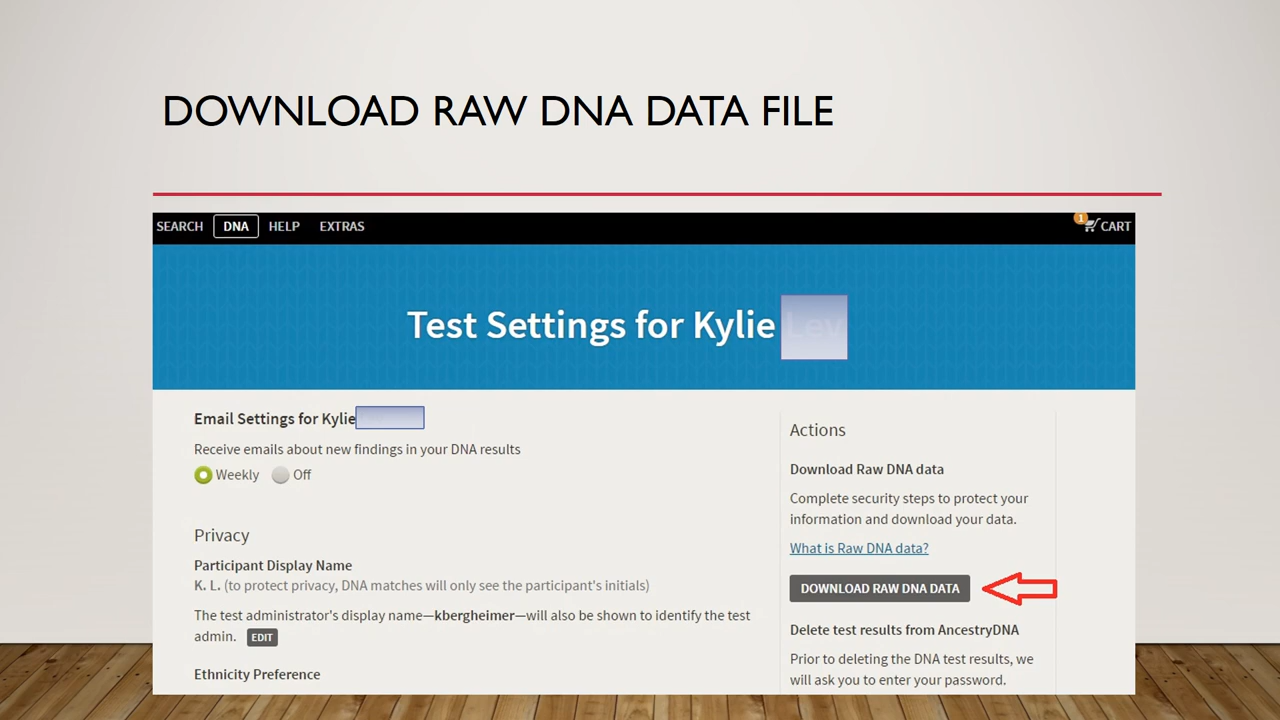 DOWNLOAD RAW DNA DATA FILE
SEARCH DNA HELP EXTRAS 1 CART
Test Settings for Kylie
Email Settings for Kylie
Receive emails about new findings in your DNA results
Weekly Off
Privacy
Participant Display Name
K. L. (to protect privacy, DNA matches will only see the participant's initials)
The test administrator's display name—kbergheimer—will also be shown to identify the test
admin. EDIT
Ethnicity Preference
Actions
Download Raw DNA data
Complete security steps to protect your
information and download your data.
What is Raw DNA data?
DOWNLOAD RAW DNA DATA
Delete test results from AncestryDNA
Prior to deleting the DNA test results, we
will ask you to enter your password.